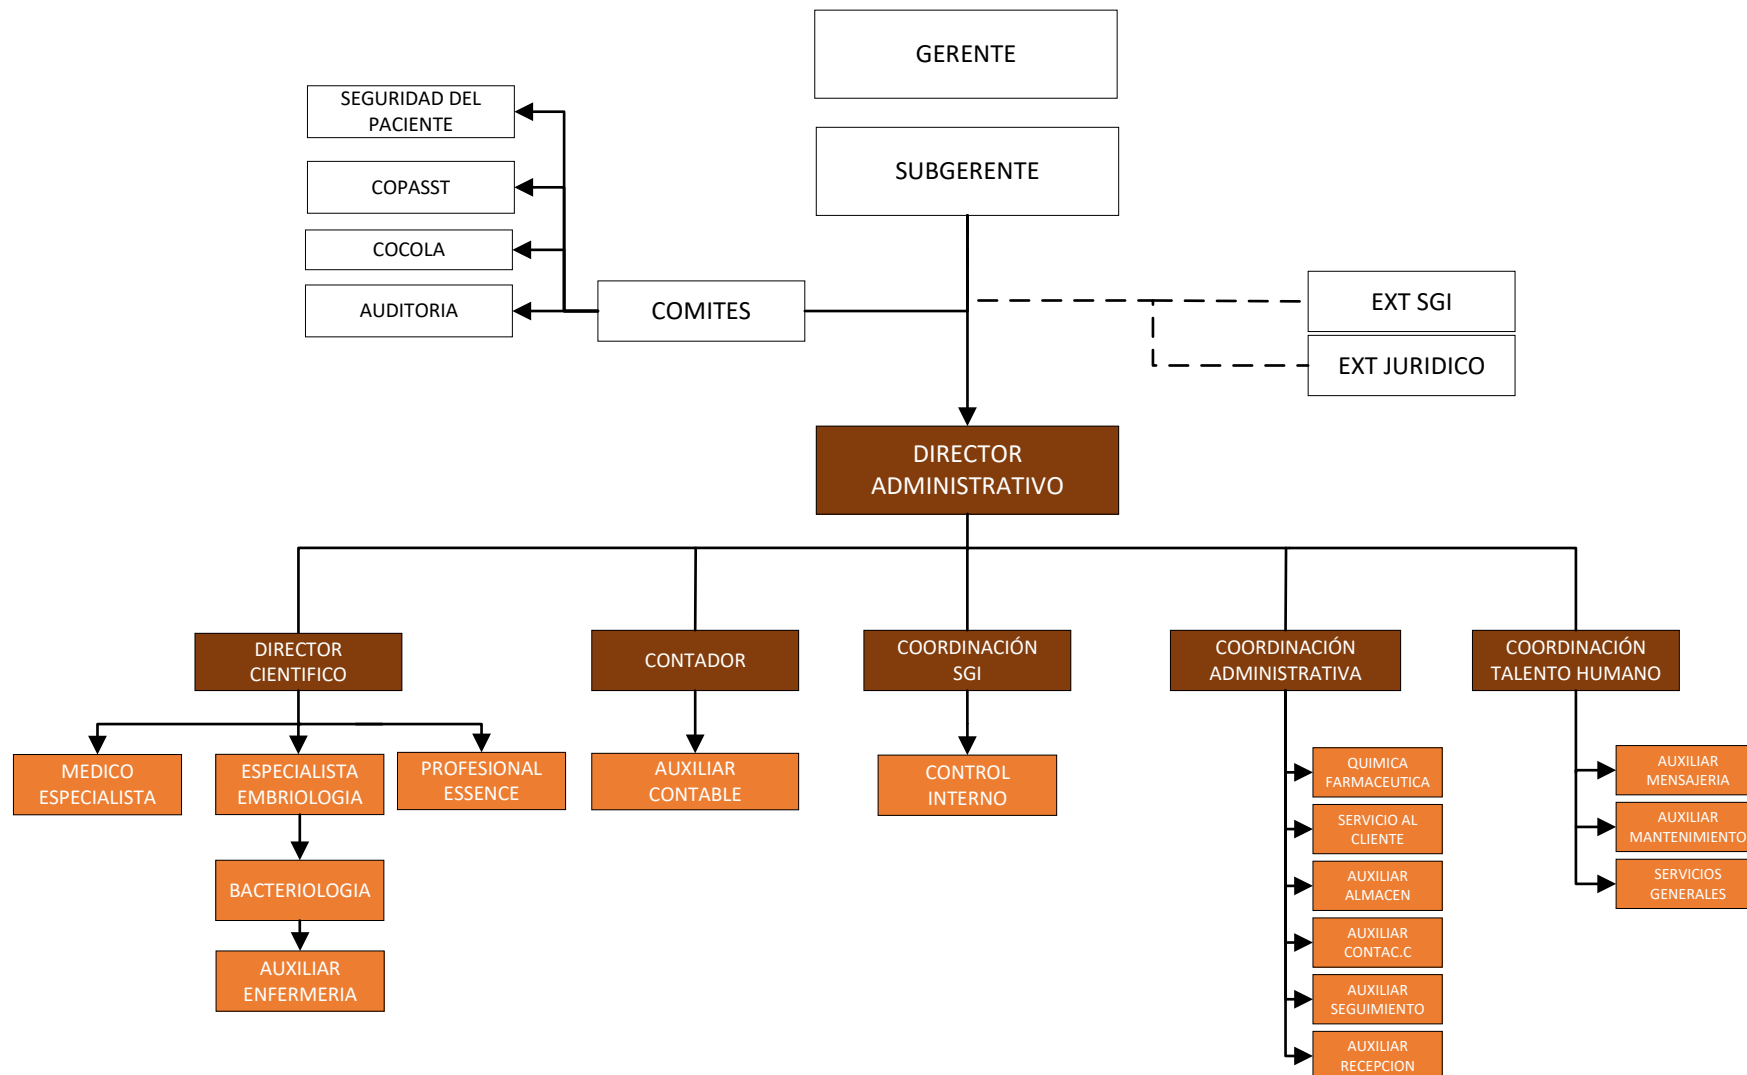 GERENTE
SEGURIDAD DEL
PACIENTE
SUBGERENTE
COPASST
COCOLA
AUDITORIA
COMITES
EXT SGI
EXT JURIDICO
DIRECTOR
ADMINISTRATIVO
DIRECTOR
CIENTIFICO
CONTADOR
COORDINACIÓN
SGI
COORDINACIÓN
ADMINISTRATIVA
COORDINACIÓN
TALENTO HUMANO
MEDICO
ESPECIALISTA
ESPECIALISTA
EMBRIOLOGIA
PROFESIONAL
ESSENCE
AUXILIAR
CONTABLE
CONTROL
INTERNO
QUIMICA
FARMACEUTICA
AUXILIAR
MENSAJERIA
SERVICIO AL
CLIENTE
AUXILIAR
MANTENIMIENTO
BACTERIOLOGIA
AUXILIAR
ALMACEN
SERVICIOS
GENERALES
AUXILIAR
CONTAC.C
AUXILIAR
ENFERMERIA
AUXILIAR
SEGUIMIENTO
AUXILIAR
RECEPCION